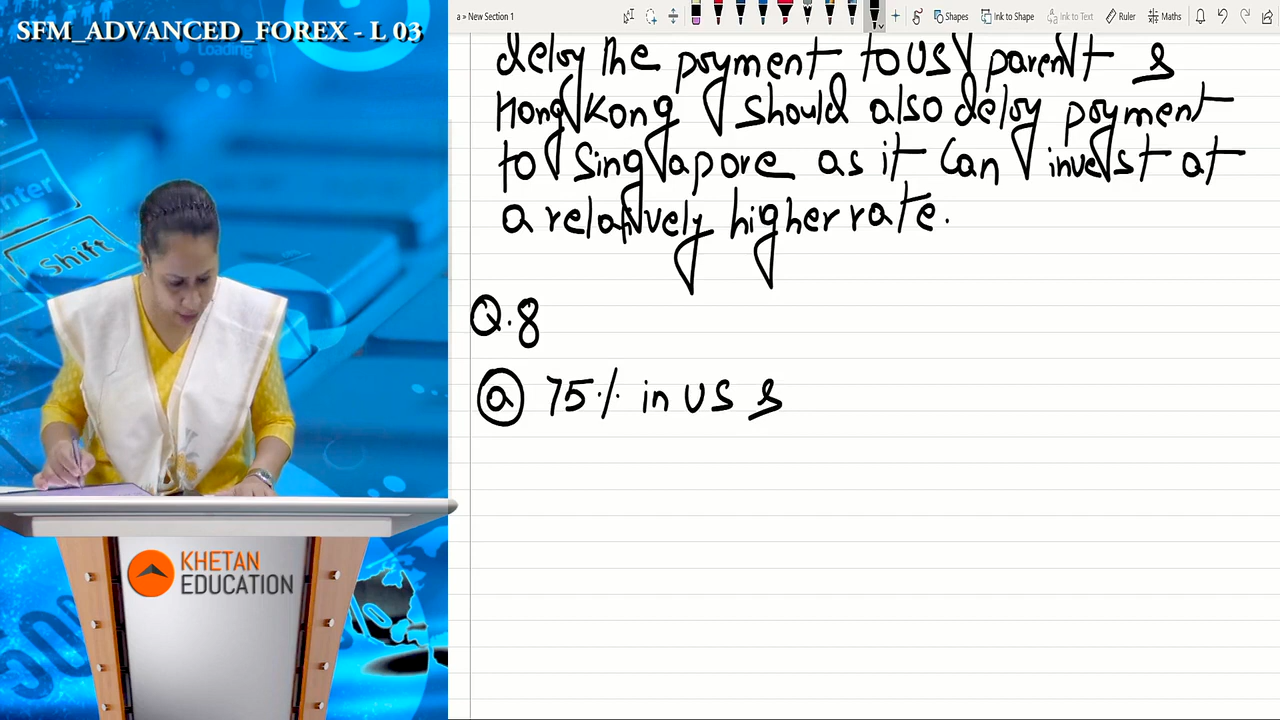 SFM_ADVANCED_FOREX - L 03
Loading
a » New Section 1
Shapes
Ink to Shape
Ink to Text
Ruler
Maths
delay the payment to US parent &
HongKong should also delay payment
to Singapore as it can invest at
a relatively higher rate.
Q.8
(a) 75% in US &
Shift
KHETAN
EDUCATION